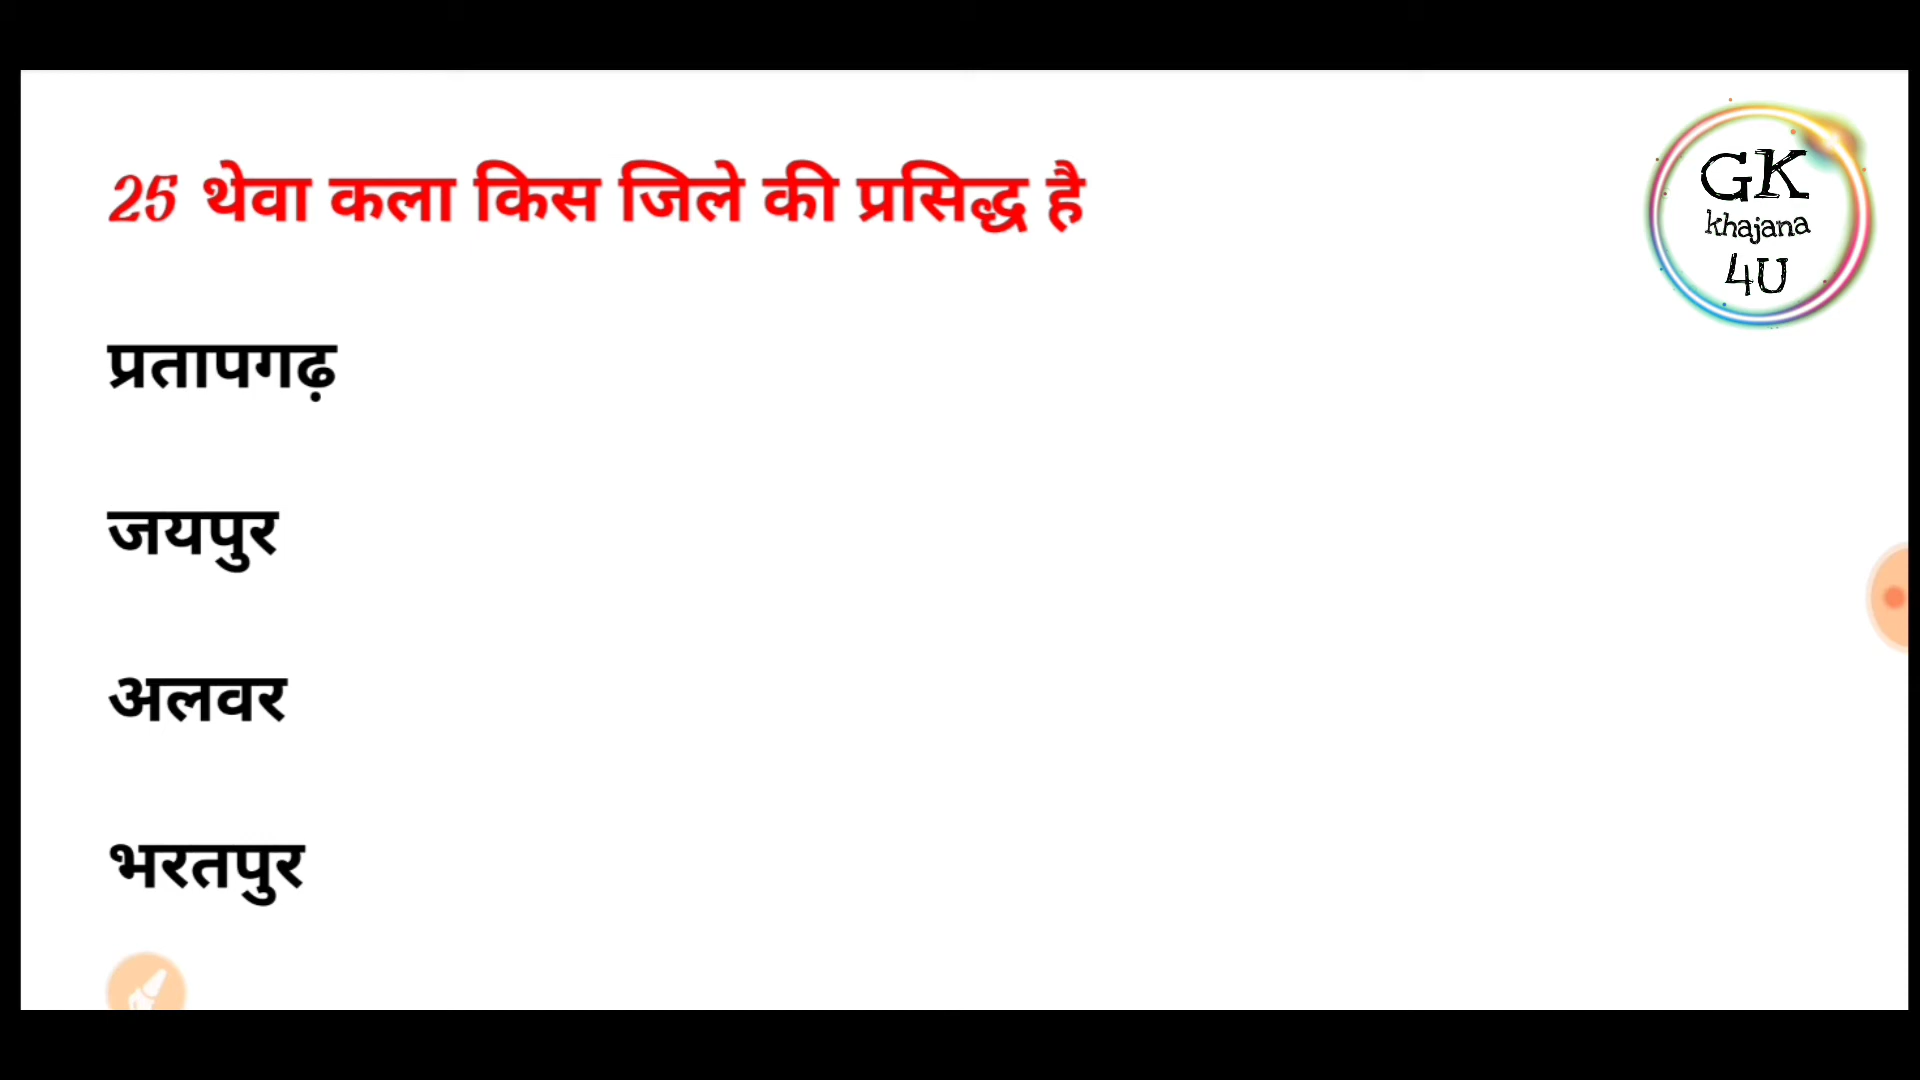 25 थेवा कला किस जिले की प्रसिद्ध है
GK
khajana
4U
प्रतापगढ़
जयपुर
अलवर
भरतपुर